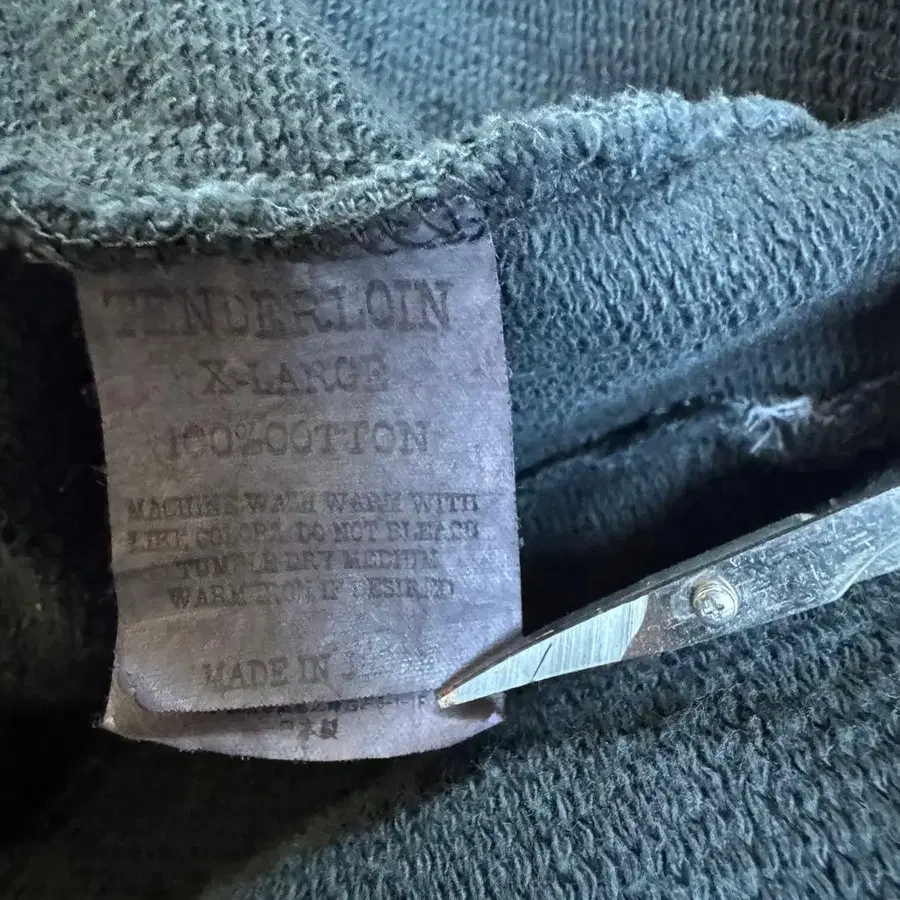 TENDERLOIN
X-LARGE
100%COTTON
MACHINE WASH WARM WITH
LIKE COLORS. DO NOT BLEACH
TUMBLE DRY MEDIUM
WARM IRON IF DESIRED
MADE IN